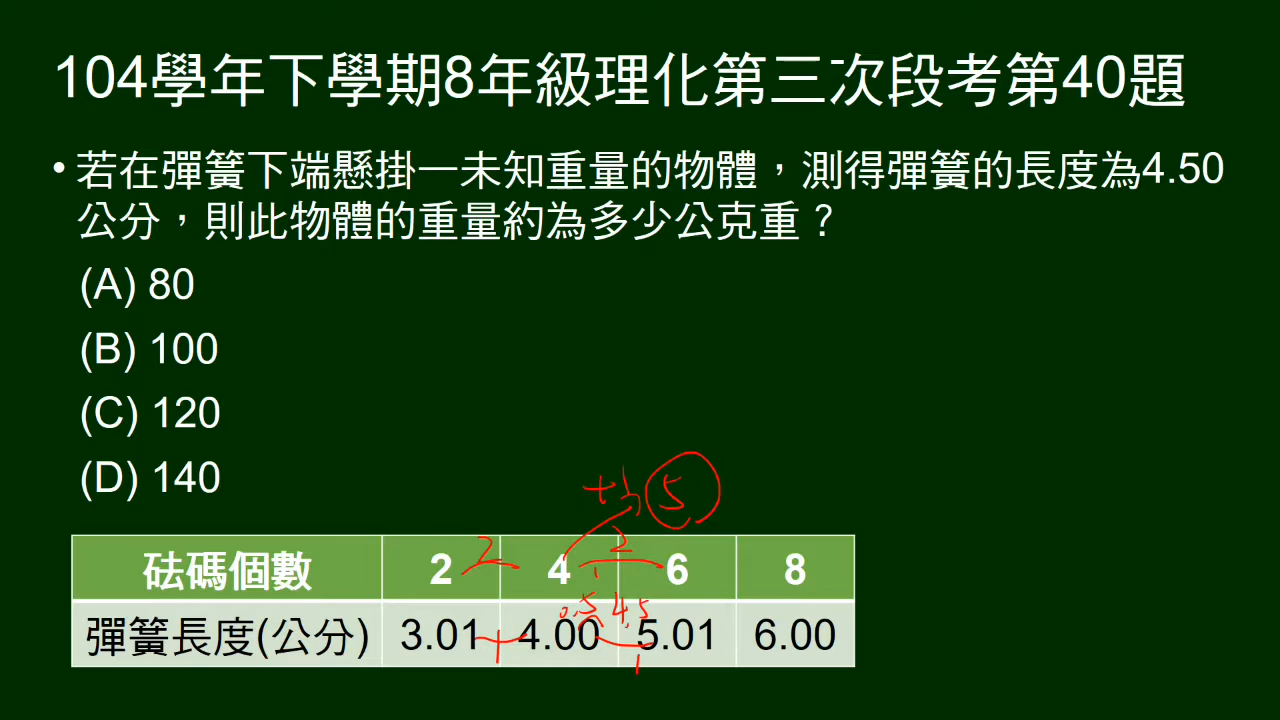 104學年下學期8年級理化第三次段考第40題
•若在彈簧下端懸掛一未知重量的物體，測得彈簧的長度為4.50
公分，則此物體的重量約為多少公克重？
(A) 80
(B) 100
(C) 120
(D) 140
+1 5
2 2
砝碼個數 2 4 6 8
1
0.5 4.5
彈簧長度(公分) 3.01 4.00 5.01 6.00
1 1